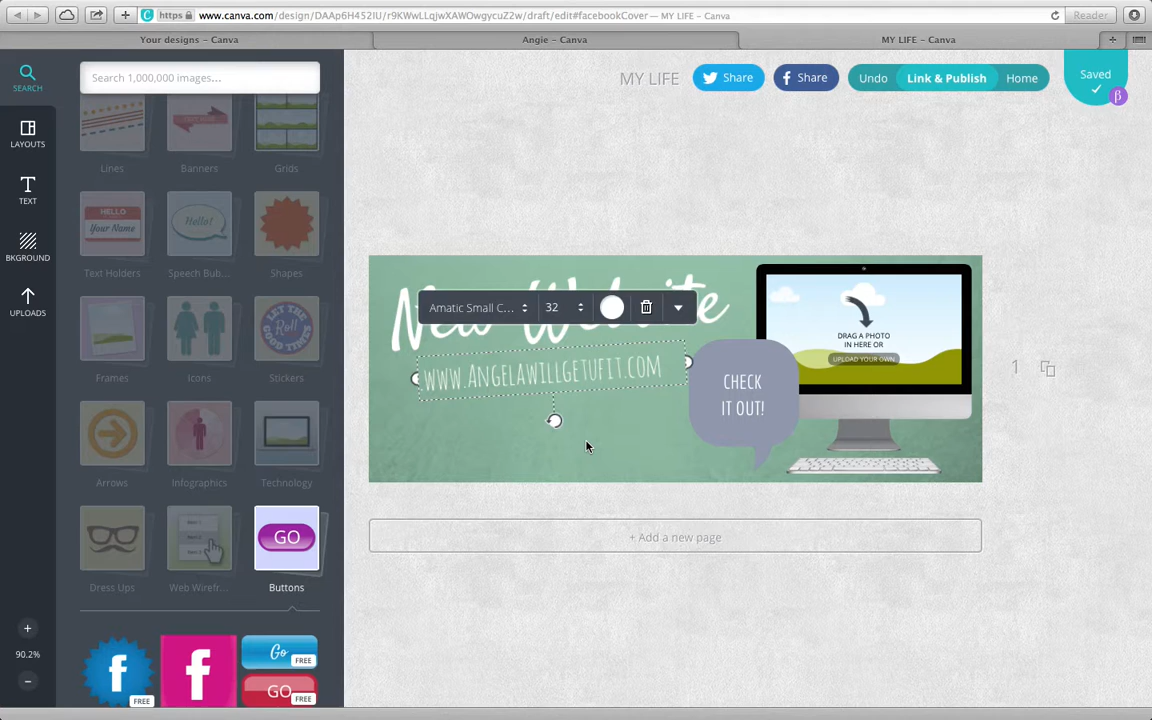 https www.canva.com/design/DAAp6H452IU/r9KWwLLqjwXAWOwgycuZ2w/draft/edit#facebookCover — MY LIFE – Canva
Reader
Your designs – Canva
Angie – Canva
MY LIFE – Canva
SEARCH
LAYOUTS
TEXT
BKGROUND
UPLOADS
90.2%
Search 1,000,000 images...
Lines
Banners
Grids
HELLO
Your Name
Hello!
Text Holders
Speech Bub...
Shapes
LET THE
GOOD TIMES
Roll
Frames
Icons
Stickers
Arrows
Infographics
Technology
GO
Dress Ups
Web Wirefr...
Buttons
f
FREE
f
Go
FREE
GO
FREE
MY LIFE
Share
f Share
Undo
Link & Publish
Home
Saved
β
New Website
Amatic Small C...
32
www.Angelawillgetufit.com
CHECK
IT OUT!
DRAG A PHOTO
IN HERE OR
UPLOAD YOUR OWN
1
+ Add a new page